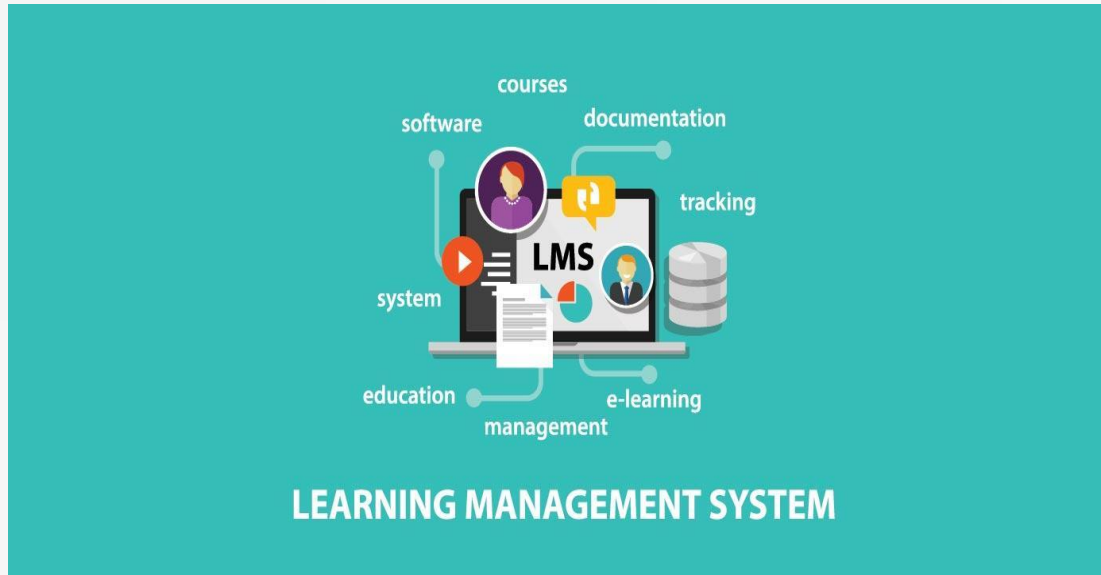 courses
software
documentation
tracking
LMS
system
education
e-learning
management
LEARNING MANAGEMENT SYSTEM